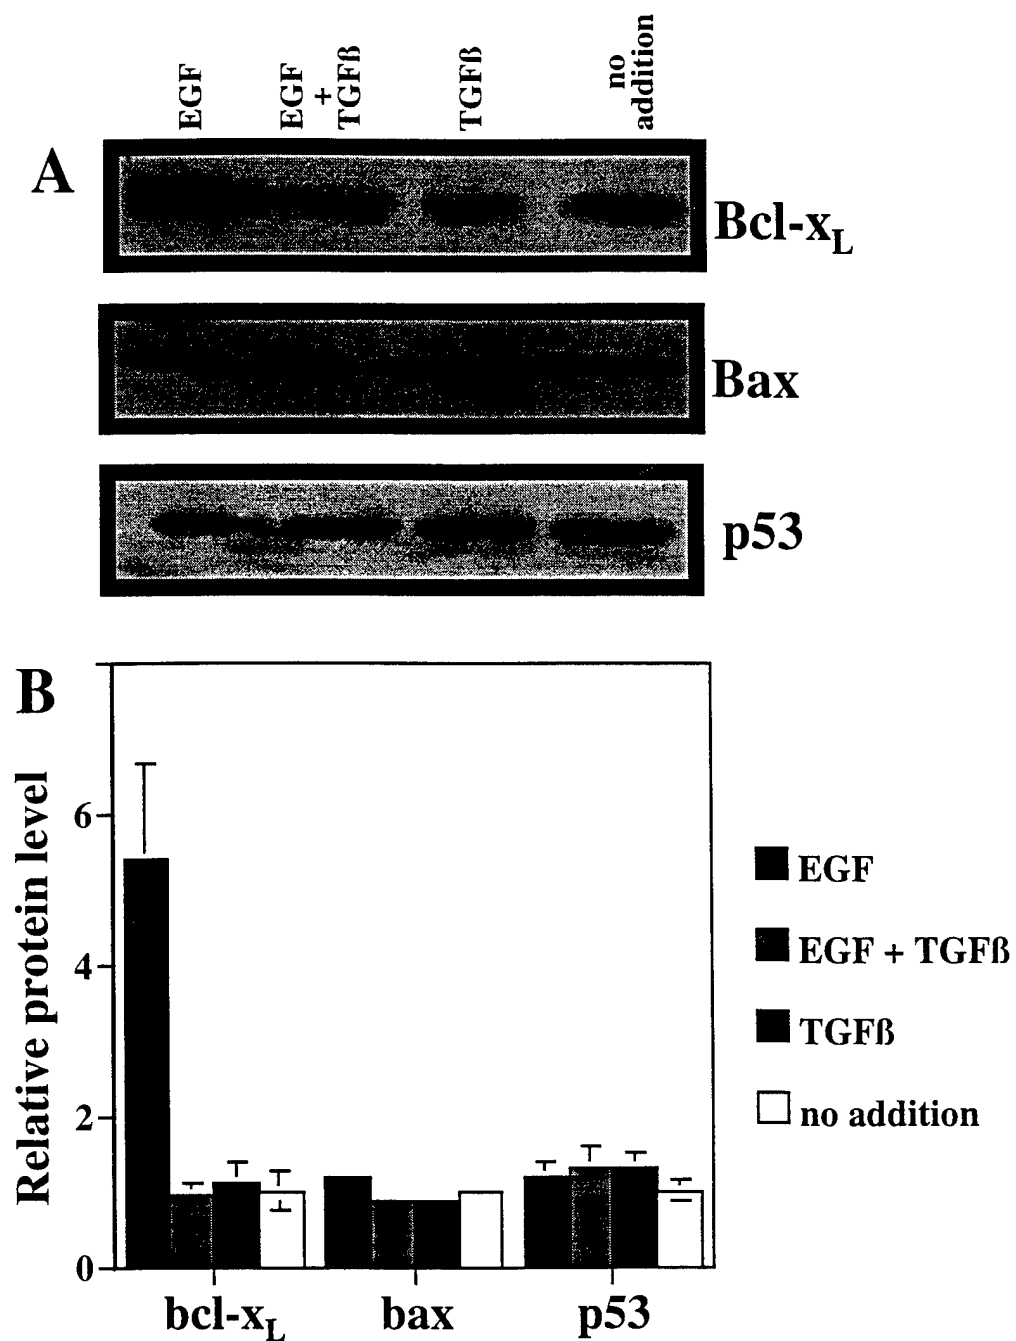 EGF
EGF
+
TGFß
TGFß
no
addition
A
Bcl-xL
Bax
p53
B
Relative protein level
6
4
2
0
bcl-xL
bax
p53
EGF
EGF + TGFß
TGFß
no addition